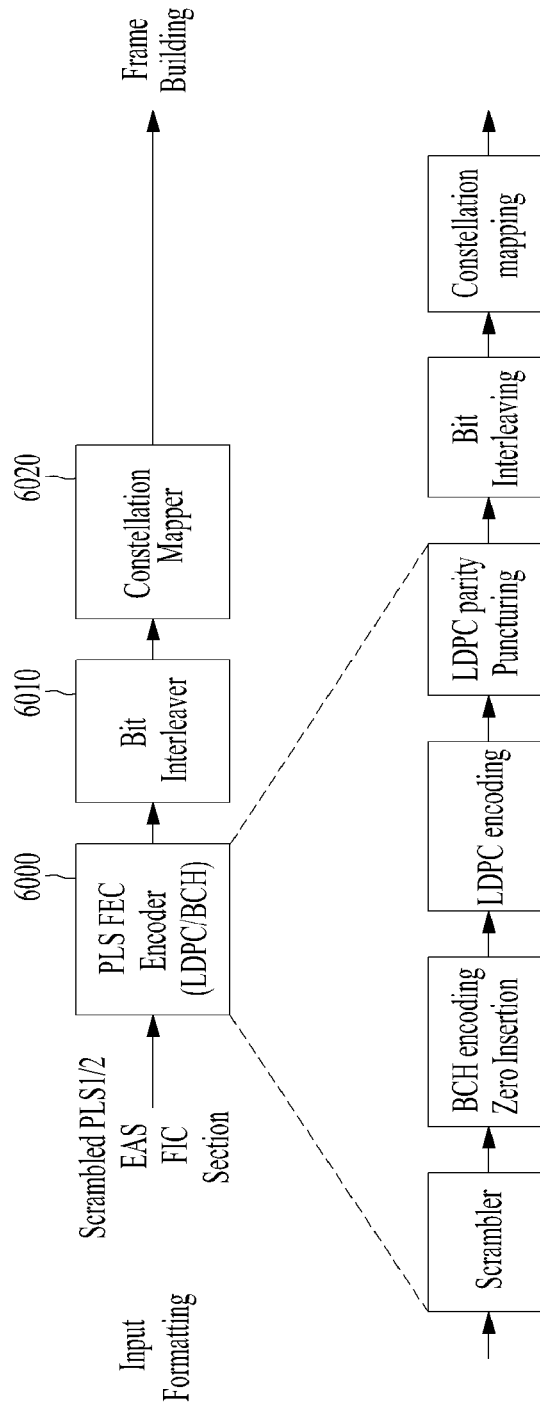 Input
Formatting
Scrambled PLS1/2
EAS
FIC
Section
6000
PLS FEC
Encoder
(LDPC/BCH)
6010
Bit
Interleaver
6020
Constellation
Mapper
Frame
Building
Scrambler
BCH encoding
Zero Insertion
LDPC encoding
LDPC parity
Puncturing
Bit
Interleaving
Constellation
mapping